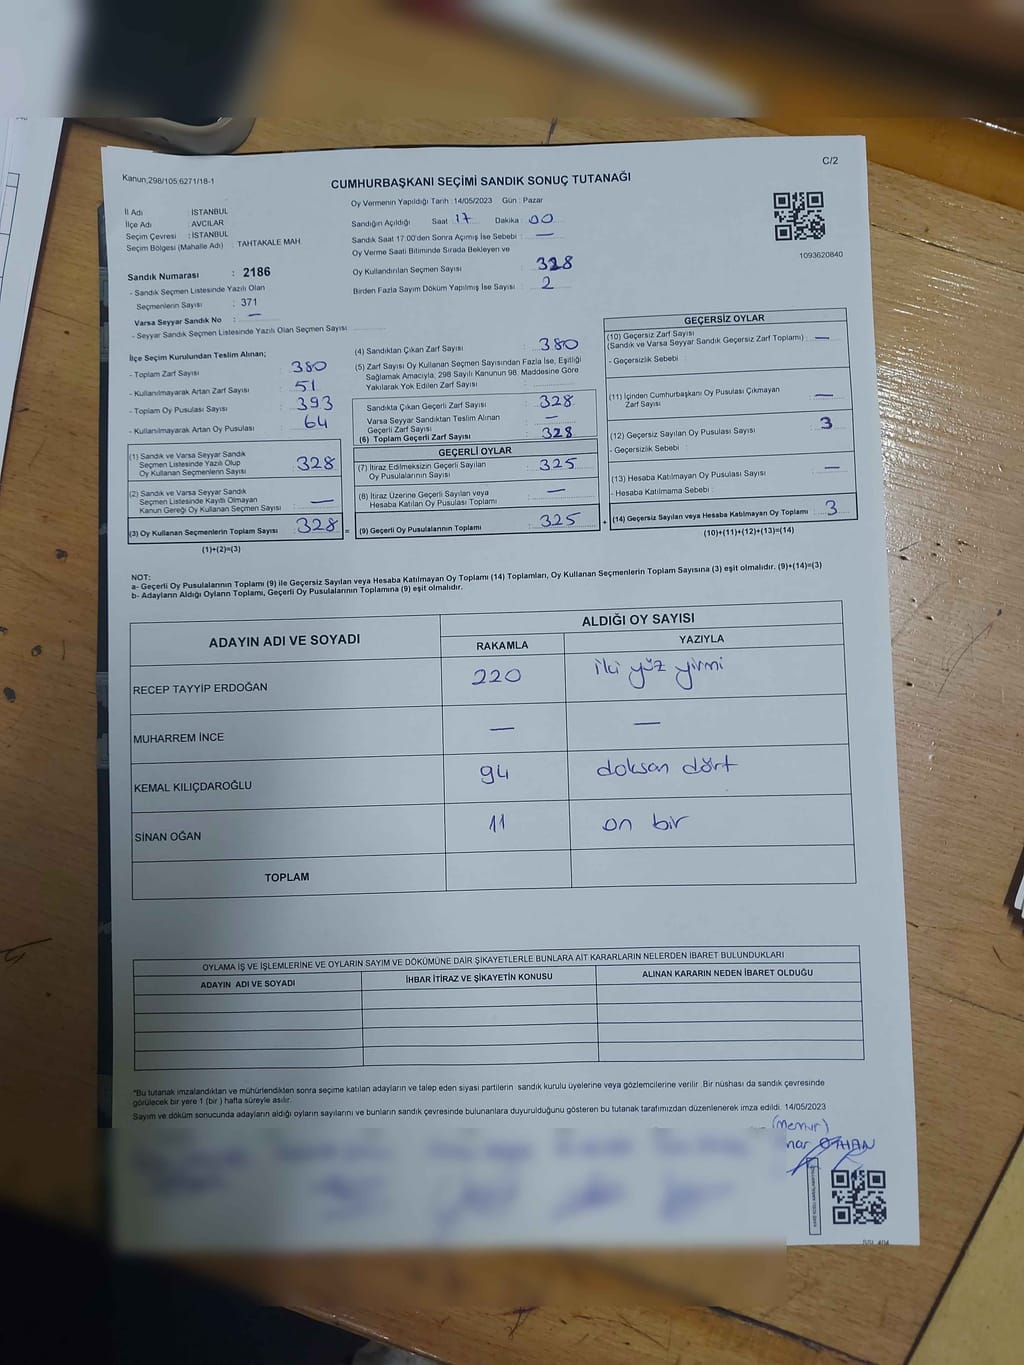 C/2
Kanun,298/105,6271/18-1
CUMHURBAŞKANI SEÇİMİ SANDIK SONUÇ TUTANAĞI
İl Adı : İSTANBUL
İlçe Adı : AVCILAR
Seçim Çevresi : İSTANBUL
Seçim Bölgesi (Mahalle Adı) : TAHTAKALE MAH.
Sandık Numarası : 2186
- Sandık Seçmen Listesinde Yazılı Olan
Seçmenlerin Sayısı : 371
Varsa Seyyar Sandık No : —
- Seyyar Sandık Seçmen Listesinde Yazılı Olan Seçmen Sayısı
Oy Vermenin Yapıldığı Tarih :14/05/2023 Gün : Pazar
Sandığın Açıldığı Saat : 17 Dakika : 00
Sandık Saat 17:00'den Sonra Açımış İse Sebebi : —
Oy Verme Saati Bitiminde Sırada Bekleyen ve
Oy Kullandırılan Seçmen Sayısı : 328
Birden Fazla Sayım Döküm Yapılmış İse Sayısı : 2
1093620840
İlçe Seçim Kurulundan Teslim Alınan;
- Toplam Zarf Sayısı : 380
- Kullanılmayarak Artan Zarf Sayısı : 51
- Toplam Oy Pusulası Sayısı : 393
- Kullanılmayarak Artan Oy Pusulası : 64
(1) Sandık ve Varsa Seyyar Sandık
Seçmen Listesinde Yazılı Olup
Oy Kullanan Seçmenlerin Sayısı : 328
(2) Sandık ve Varsa Seyyar Sandık
Seçmen Listesinde Kayıtlı Olmayan
Kanun Gereği Oy Kullanan Seçmen Sayısı : —
(3) Oy Kullanan Seçmenlerin Toplam Sayısı : 328
(1)+(2)=(3)
(4) Sandıktan Çıkan Zarf Sayısı : 380
(5) Zarf Sayısı Oy Kullanan Seçmen Sayısından Fazla İse, Eşitliği
Sağlamak Amacıyla; 298 Sayılı Kanunun 98. Maddesine Göre
Yakılarak Yok Edilen Zarf Sayısı :
Sandıkta Çıkan Geçerli Zarf Sayısı : 328
Varsa Seyyar Sandıktan Teslim Alınan
Geçerli Zarf Sayısı : —
(6) Toplam Geçerli Zarf Sayısı : 328
GEÇERLİ OYLAR
(7) İtiraz Edilmeksizin Geçerli Sayılan
Oy Pusulalarının Sayısı : 325
(8) İtiraz Üzerine Geçerli Sayılan veya
Hesaba Katılan Oy Pusulası Toplamı : —
= (9) Geçerli Oy Pusulalarının Toplamı : 325
GEÇERSİZ OYLAR
(10) Geçersiz Zarf Sayısı
(Sandık ve Varsa Seyyar Sandık Geçersiz Zarf Toplamı) : —
- Geçersizlik Sebebi :
(11) İçinden Cumhurbaşkanı Oy Pusulası Çıkmayan
Zarf Sayısı : —
(12) Geçersiz Sayılan Oy Pusulası Sayısı : 3
- Geçersizlik Sebebi :
(13) Hesaba Katılmayan Oy Pusulası Sayısı : —
- Hesaba Katılmama Sebebi :
+ (14) Geçersiz Sayılan veya Hesaba Katılmayan Oy Toplamı : 3
(10)+(11)+(12)+(13)=(14)
NOT:
a- Geçerli Oy Pusulalarının Toplamı (9) ile Geçersiz Sayılan veya Hesaba Katılmayan Oy Toplamı (14) Toplamları, Oy Kullanan Seçmenlerin Toplam Sayısına (3) eşit olmalıdır. (9)+(14)=(3)
b- Adayların Aldığı Oyların Toplamı, Geçerli Oy Pusulalarının Toplamına (9) eşit olmalıdır.
ADAYIN ADI VE SOYADI
ALDIĞI OY SAYISI
RAKAMLA YAZIYLA
RECEP TAYYİP ERDOĞAN 220 iki yüz yirmi
MUHARREM İNCE — —
KEMAL KILIÇDAROĞLU 94 doksan dört
SİNAN OĞAN 11 on bir
TOPLAM
OYLAMA İŞ VE İŞLEMLERİNE VE OYLARIN SAYIM VE DÖKÜMÜNE DAİR ŞİKAYETLERLE BUNLARA AİT KARARLARIN NELERDEN İBARET BULUNDUKLARI
ADAYIN ADI VE SOYADI İHBAR İTİRAZ VE ŞİKAYETİN KONUSU ALINAN KARARIN NEDEN İBARET OLDUĞU
*Bu tutanak imzalandıktan ve mühürlendikten sonra seçime katılan adayların ve talep eden siyasi partilerin sandık kurulu üyelerine veya gözlemcilerine verilir .Bir nüshası da sandık çevresinde
görülecek bir yere 1 (bir ) hafta süreyle asılır.
Sayım ve döküm sonucunda adayların aldığı oyların sayılarını ve bunların sandık çevresinde bulunanlara duyurulduğunu gösteren bu tutanak tarafımızdan düzenlenerek imza edildi. 14/05/2023
(Memur)
nar OTHAN